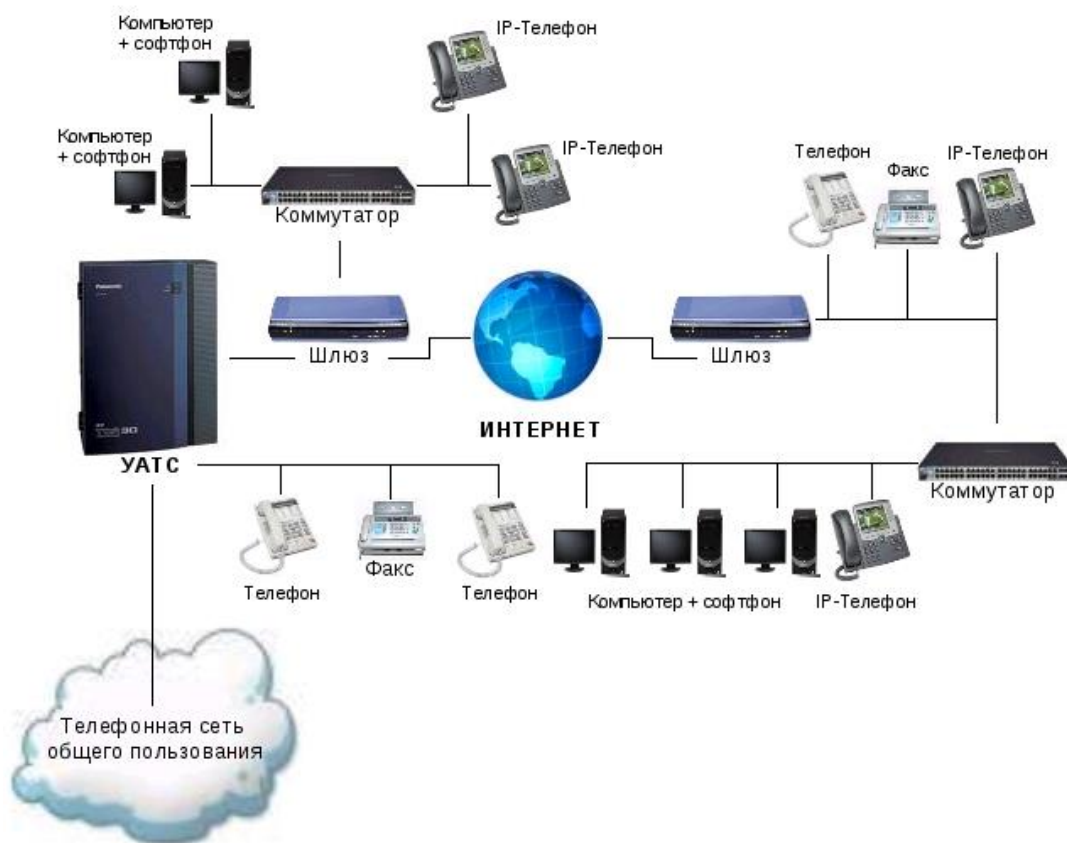 Компьютер
+ софтфон
IP-Телефон
Компьютер
+ софтфон
IP-Телефон
Коммутатор
Телефон
Факс
IP-Телефон
Panasonic
Шлюз
Шлюз
ИНТЕРНЕТ
УАТС
Коммутатор
Телефон
Факс
Телефон
Компьютер + софтфон
IP-Телефон
Телефонная сеть
общего пользования